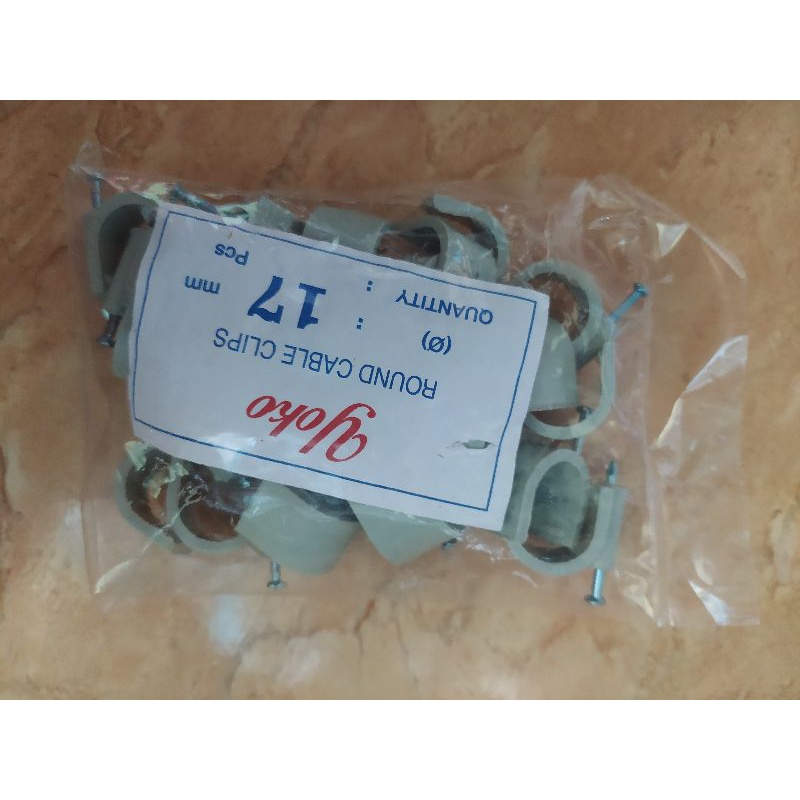 Yoko
ROUND CABLE CLIPS
(Ø) : 17 mm
QUANTITY : Pcs